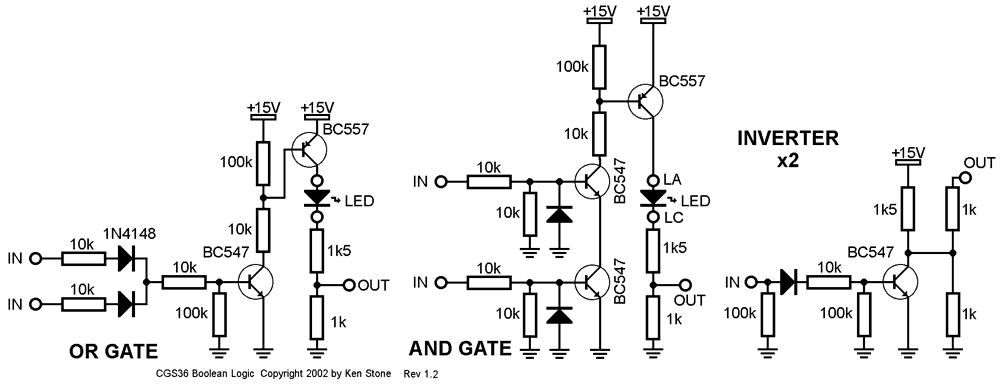 +15V
+15V
BC557
100k
10k
LED
10k
1N4148
BC547
IN
10k
1k5
IN
10k
100k
OUT
1k
OR GATE
+15V
+15V
100k
BC557
10k
IN
10k
BC547
10k
LA
LED
LC
1k5
IN
10k
BC547
10k
OUT
1k
AND GATE
INVERTER
x2
+15V
OUT
1k5
1k
BC547
IN
10k
100k
100k
1k
CGS36 Boolean Logic Copyright 2002 by Ken Stone Rev 1.2